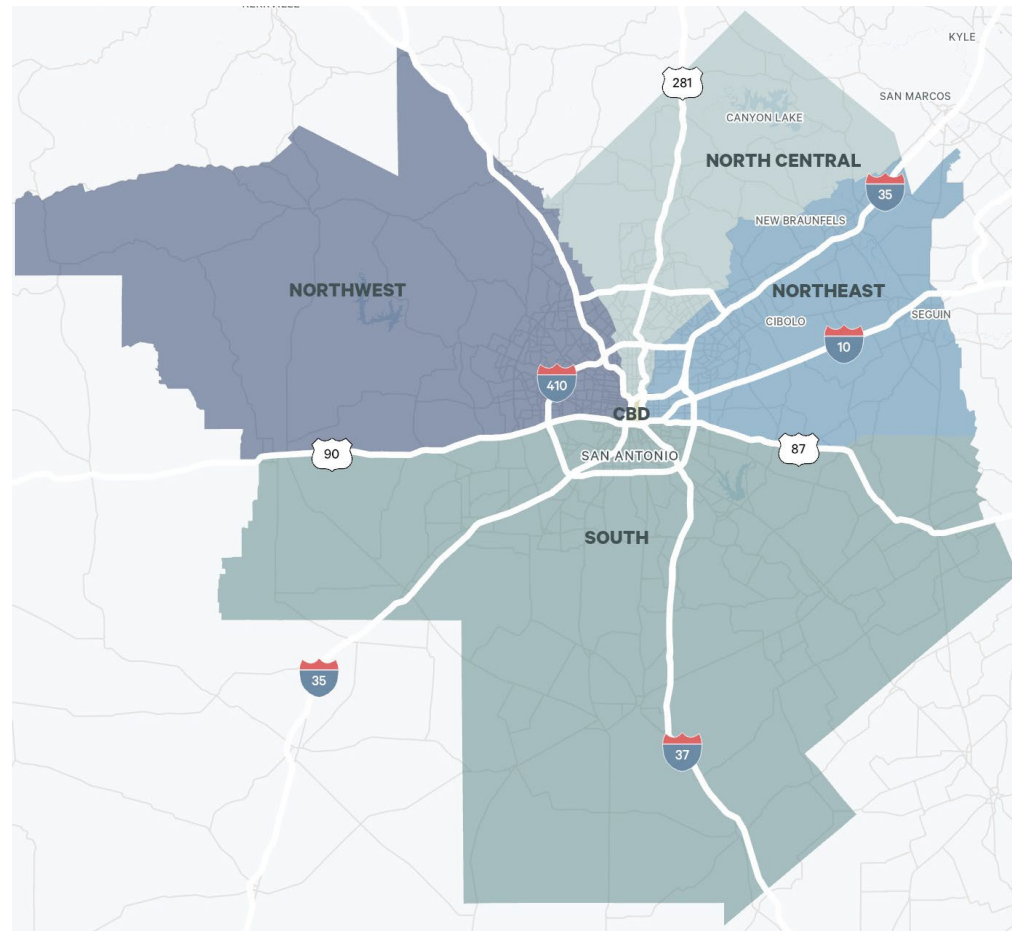 281
KYLE
SAN MARCOS
CANYON LAKE
NORTH CENTRAL
35
NEW BRAUNFELS
NORTHWEST
NORTHEAST
CIBOLO
SEGUIN
10
410
CBD
90
87
SAN ANTONIO
SOUTH
35
37